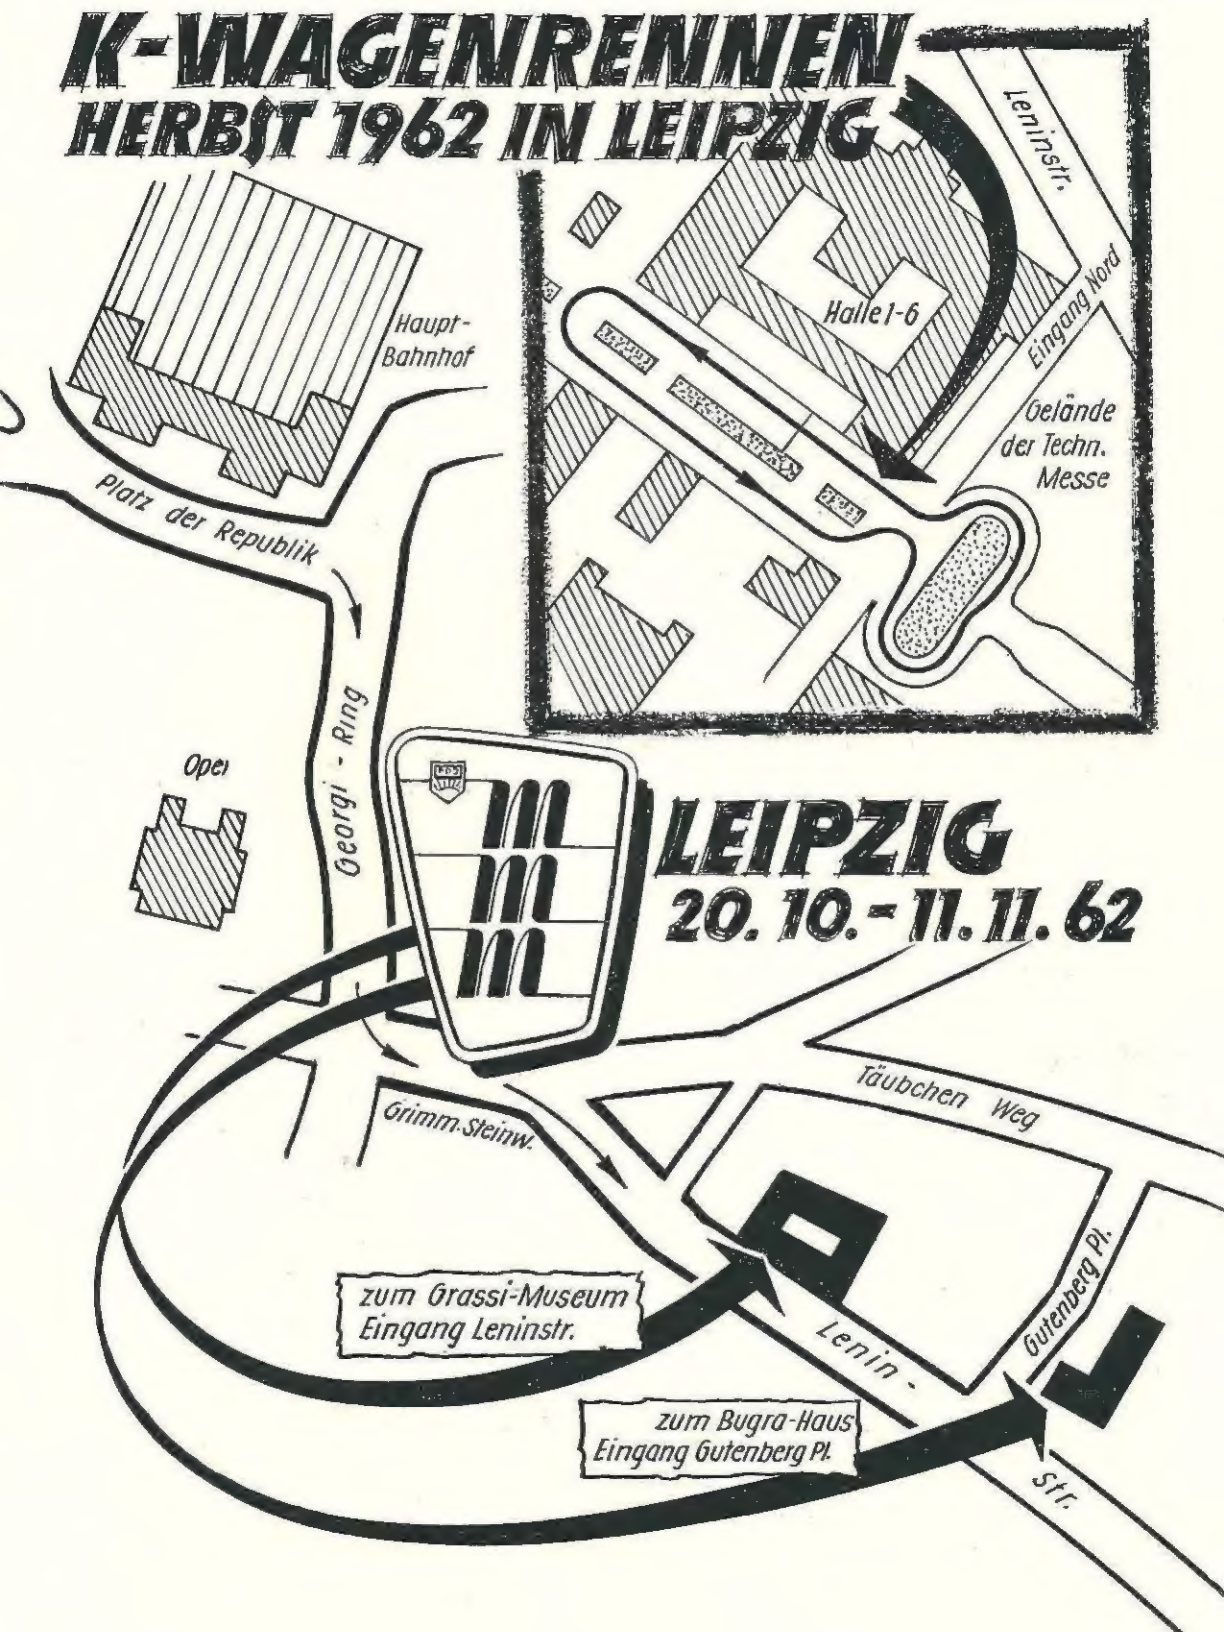 K-WAGENRENNEN
HERBST 1962 IN LEIPZIG
Leninstr.
Eingang Nord
Halle 1-6
Gelände
der Techn.
Messe
Haupt-
Bahnhof
Platz der Republik
Georgi-Ring
Oper
m
m
m
LEIPZIG
20. 10. - 11. 11. 62
Täubchen Weg
Grimm. Steinw.
Gutenberg Pl.
zum Grassi-Museum
Eingang Leninstr.
Lenin-
zum Bugra-Haus
Eingang Gutenberg Pl.
str.